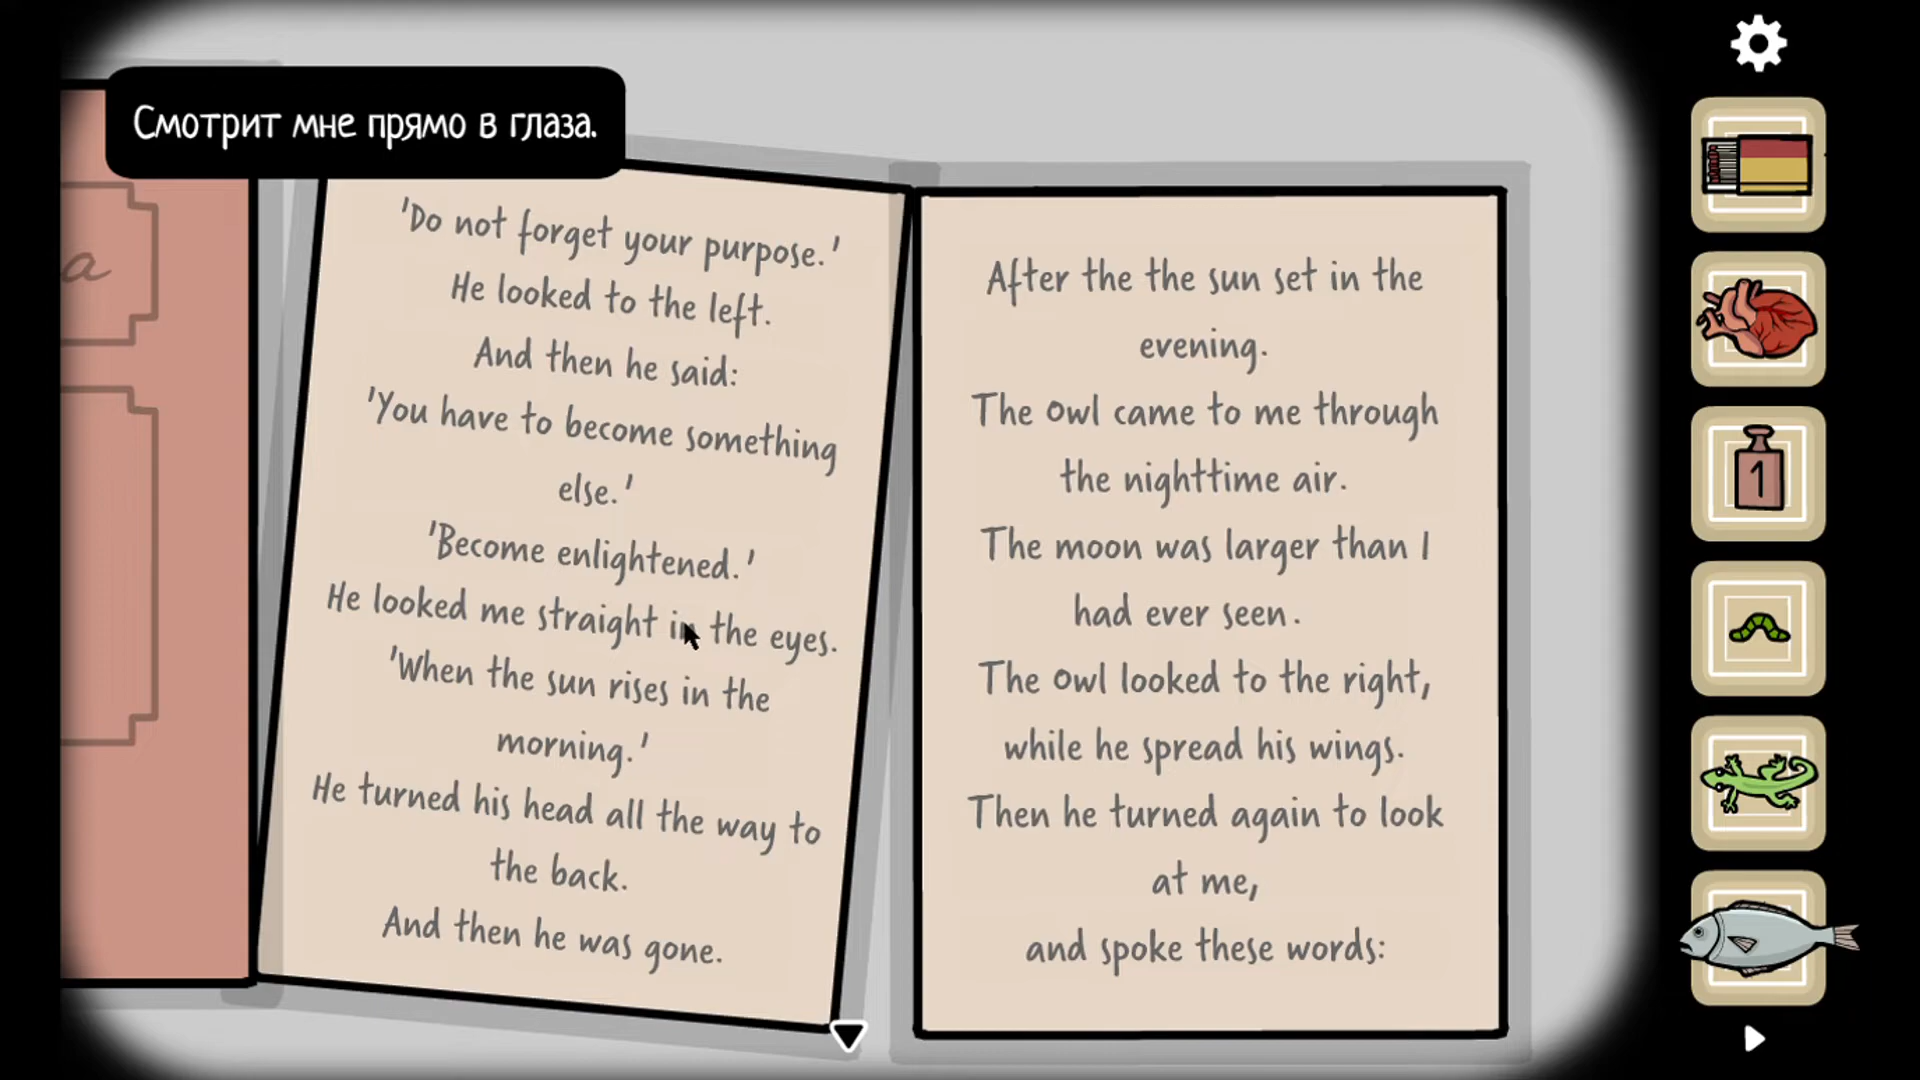 Смотрит мне прямо в глаза.
a
'Do not forget your purpose.'
He looked to the left.
And then he said:
'You have to become something
else.'
'Become enlightened.'
He looked me straight in the eyes.
'When the sun rises in the
morning.'
He turned his head all the way to
the back.
And then he was gone.
After the the sun set in the
evening.
The Owl came to me through
the nighttime air.
The moon was larger than I
had ever seen.
The Owl looked to the right,
while he spread his wings.
Then he turned again to look
at me,
and spoke these words:
1